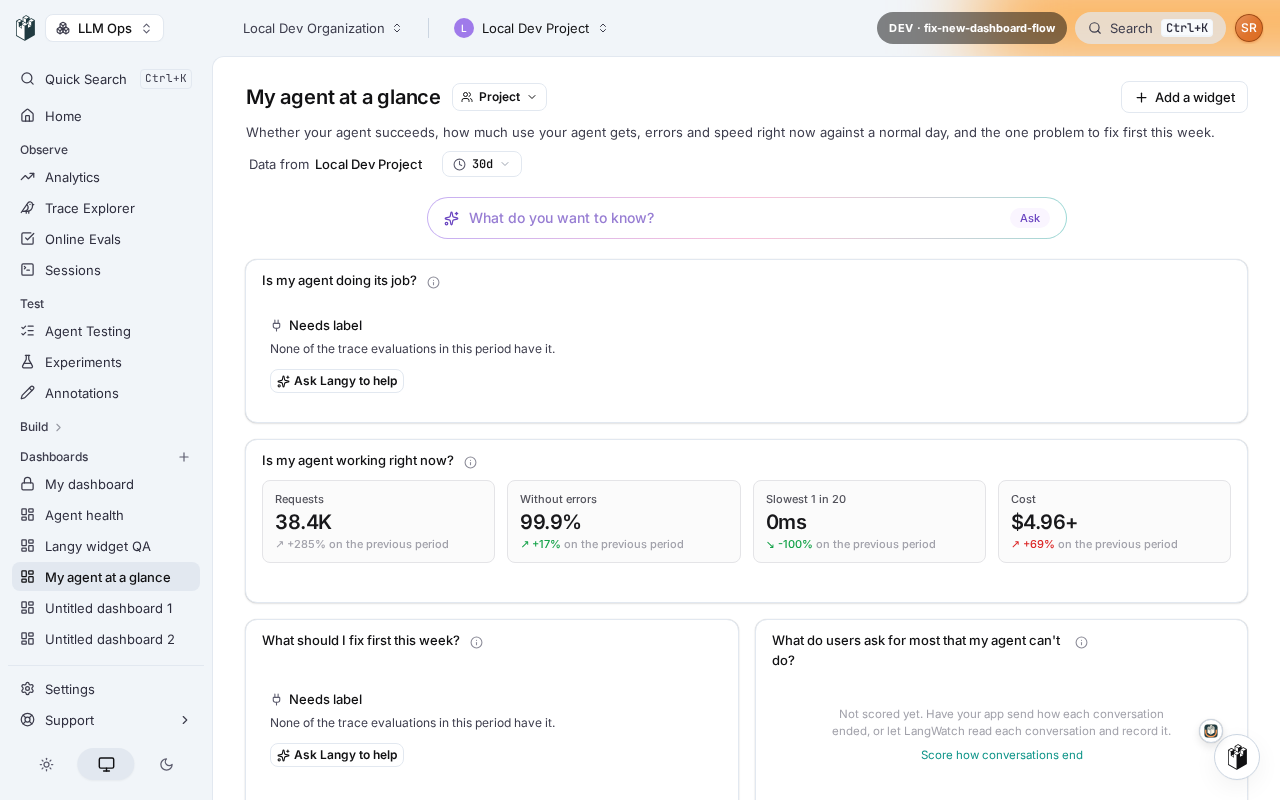 LLM Ops
Local Dev Organization
L
Local Dev Project
DEV · fix-new-dashboard-flow
Search
Ctrl+K
SR
Quick Search
Ctrl+K
Home
Observe
Analytics
Trace Explorer
Online Evals
Sessions
Test
Agent Testing
Experiments
Annotations
Build
Dashboards
My dashboard
Agent health
Langy widget QA
My agent at a glance
Untitled dashboard 1
Untitled dashboard 2
Settings
Support
My agent at a glance
Project
Add a widget
Whether your agent succeeds, how much use your agent gets, errors and speed right now against a normal day, and the one problem to fix first this week.
Data from Local Dev Project
30d
What do you want to know?
Ask
Is my agent doing its job?
Needs label
None of the trace evaluations in this period have it.
Ask Langy to help
Is my agent working right now?
Requests
38.4K
↗ +285% on the previous period
Without errors
99.9%
↗ +17% on the previous period
Slowest 1 in 20
0ms
↘ -100% on the previous period
Cost
$4.96+
↗ +69% on the previous period
What should I fix first this week?
Needs label
None of the trace evaluations in this period have it.
Ask Langy to help
What do users ask for most that my agent can't
do?
Not scored yet. Have your app send how each conversation
ended, or let LangWatch read each conversation and record it.
Score how conversations end